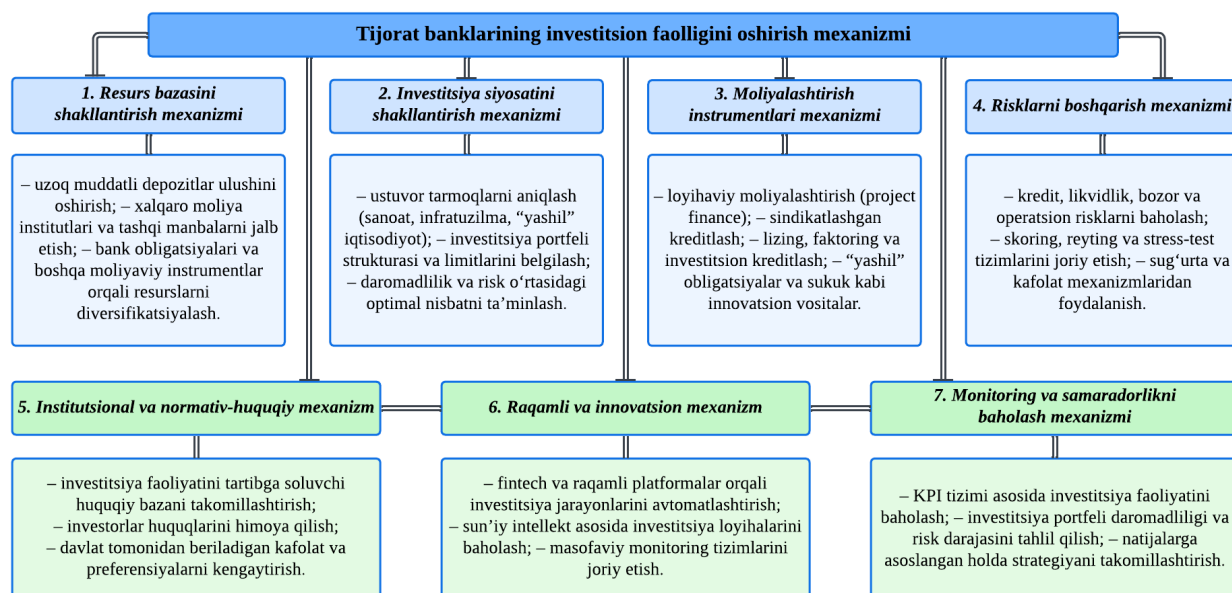 Tijorat banklarining investitsion faolligini oshirish mexanizmi
1. Resurs bazasini
shakllantirish mexanizmi
– uzoq muddatli depozitlar ulushini
oshirish; – xalqaro moliya
institutlari va tashqi manbalarni jalb
etish; – bank obligatsiyalari va
boshqa moliyaviy instrumentlar
orqali resurslarni
diversifikatsiyalash.
2. Investitsiya siyosatini
shakllantirish mexanizmi
– ustuvor tarmoqlarni aniqlash
(sanoat, infratuzilma, “yashil”
iqtisodiyot); – investitsiya portfeli
strukturasi va limitlarini belgilash;
– daromadlilik va risk o‘rtasidagi
optimal nisbatni ta’minlash.
3. Moliyalashtirish
instrumentlari mexanizmi
– loyihaviy moliyalashtirish (project
finance); – sindikatlashgan
kreditlash; – lizing, faktoring va
investitsion kreditlash; – “yashil”
obligatsiyalar va sukuk kabi
innovatsion vositalar.
4. Risklarni boshqarish mexanizmi
– kredit, likvidlik, bozor va
operatsion risklarni baholash;
– skoring, reyting va stress-test
tizimlarini joriy etish; – sug‘urta va
kafolat mexanizmlaridan
foydalanish.
5. Institutsional va normativ-huquqiy mexanizm
– investitsiya faoliyatini tartibga soluvchi
huquqiy bazani takomillashtirish;
– investorlar huquqlarini himoya qilish;
– davlat tomonidan beriladigan kafolat va
preferensiyalarni kengaytirish.
6. Raqamli va innovatsion mexanizm
– fintech va raqamli platformalar orqali
investitsiya jarayonlarini avtomatlashtirish;
– sun’iy intellekt asosida investitsiya loyihalarini
baholash; – masofaviy monitoring tizimlarini
joriy etish.
7. Monitoring va samaradorlikni
baholash mexanizmi
– KPI tizimi asosida investitsiya faoliyatini
baholash; – investitsiya portfeli daromadliligi va
risk darajasini tahlil qilish; – natijalarga
asoslangan holda strategiyani takomillashtirish.